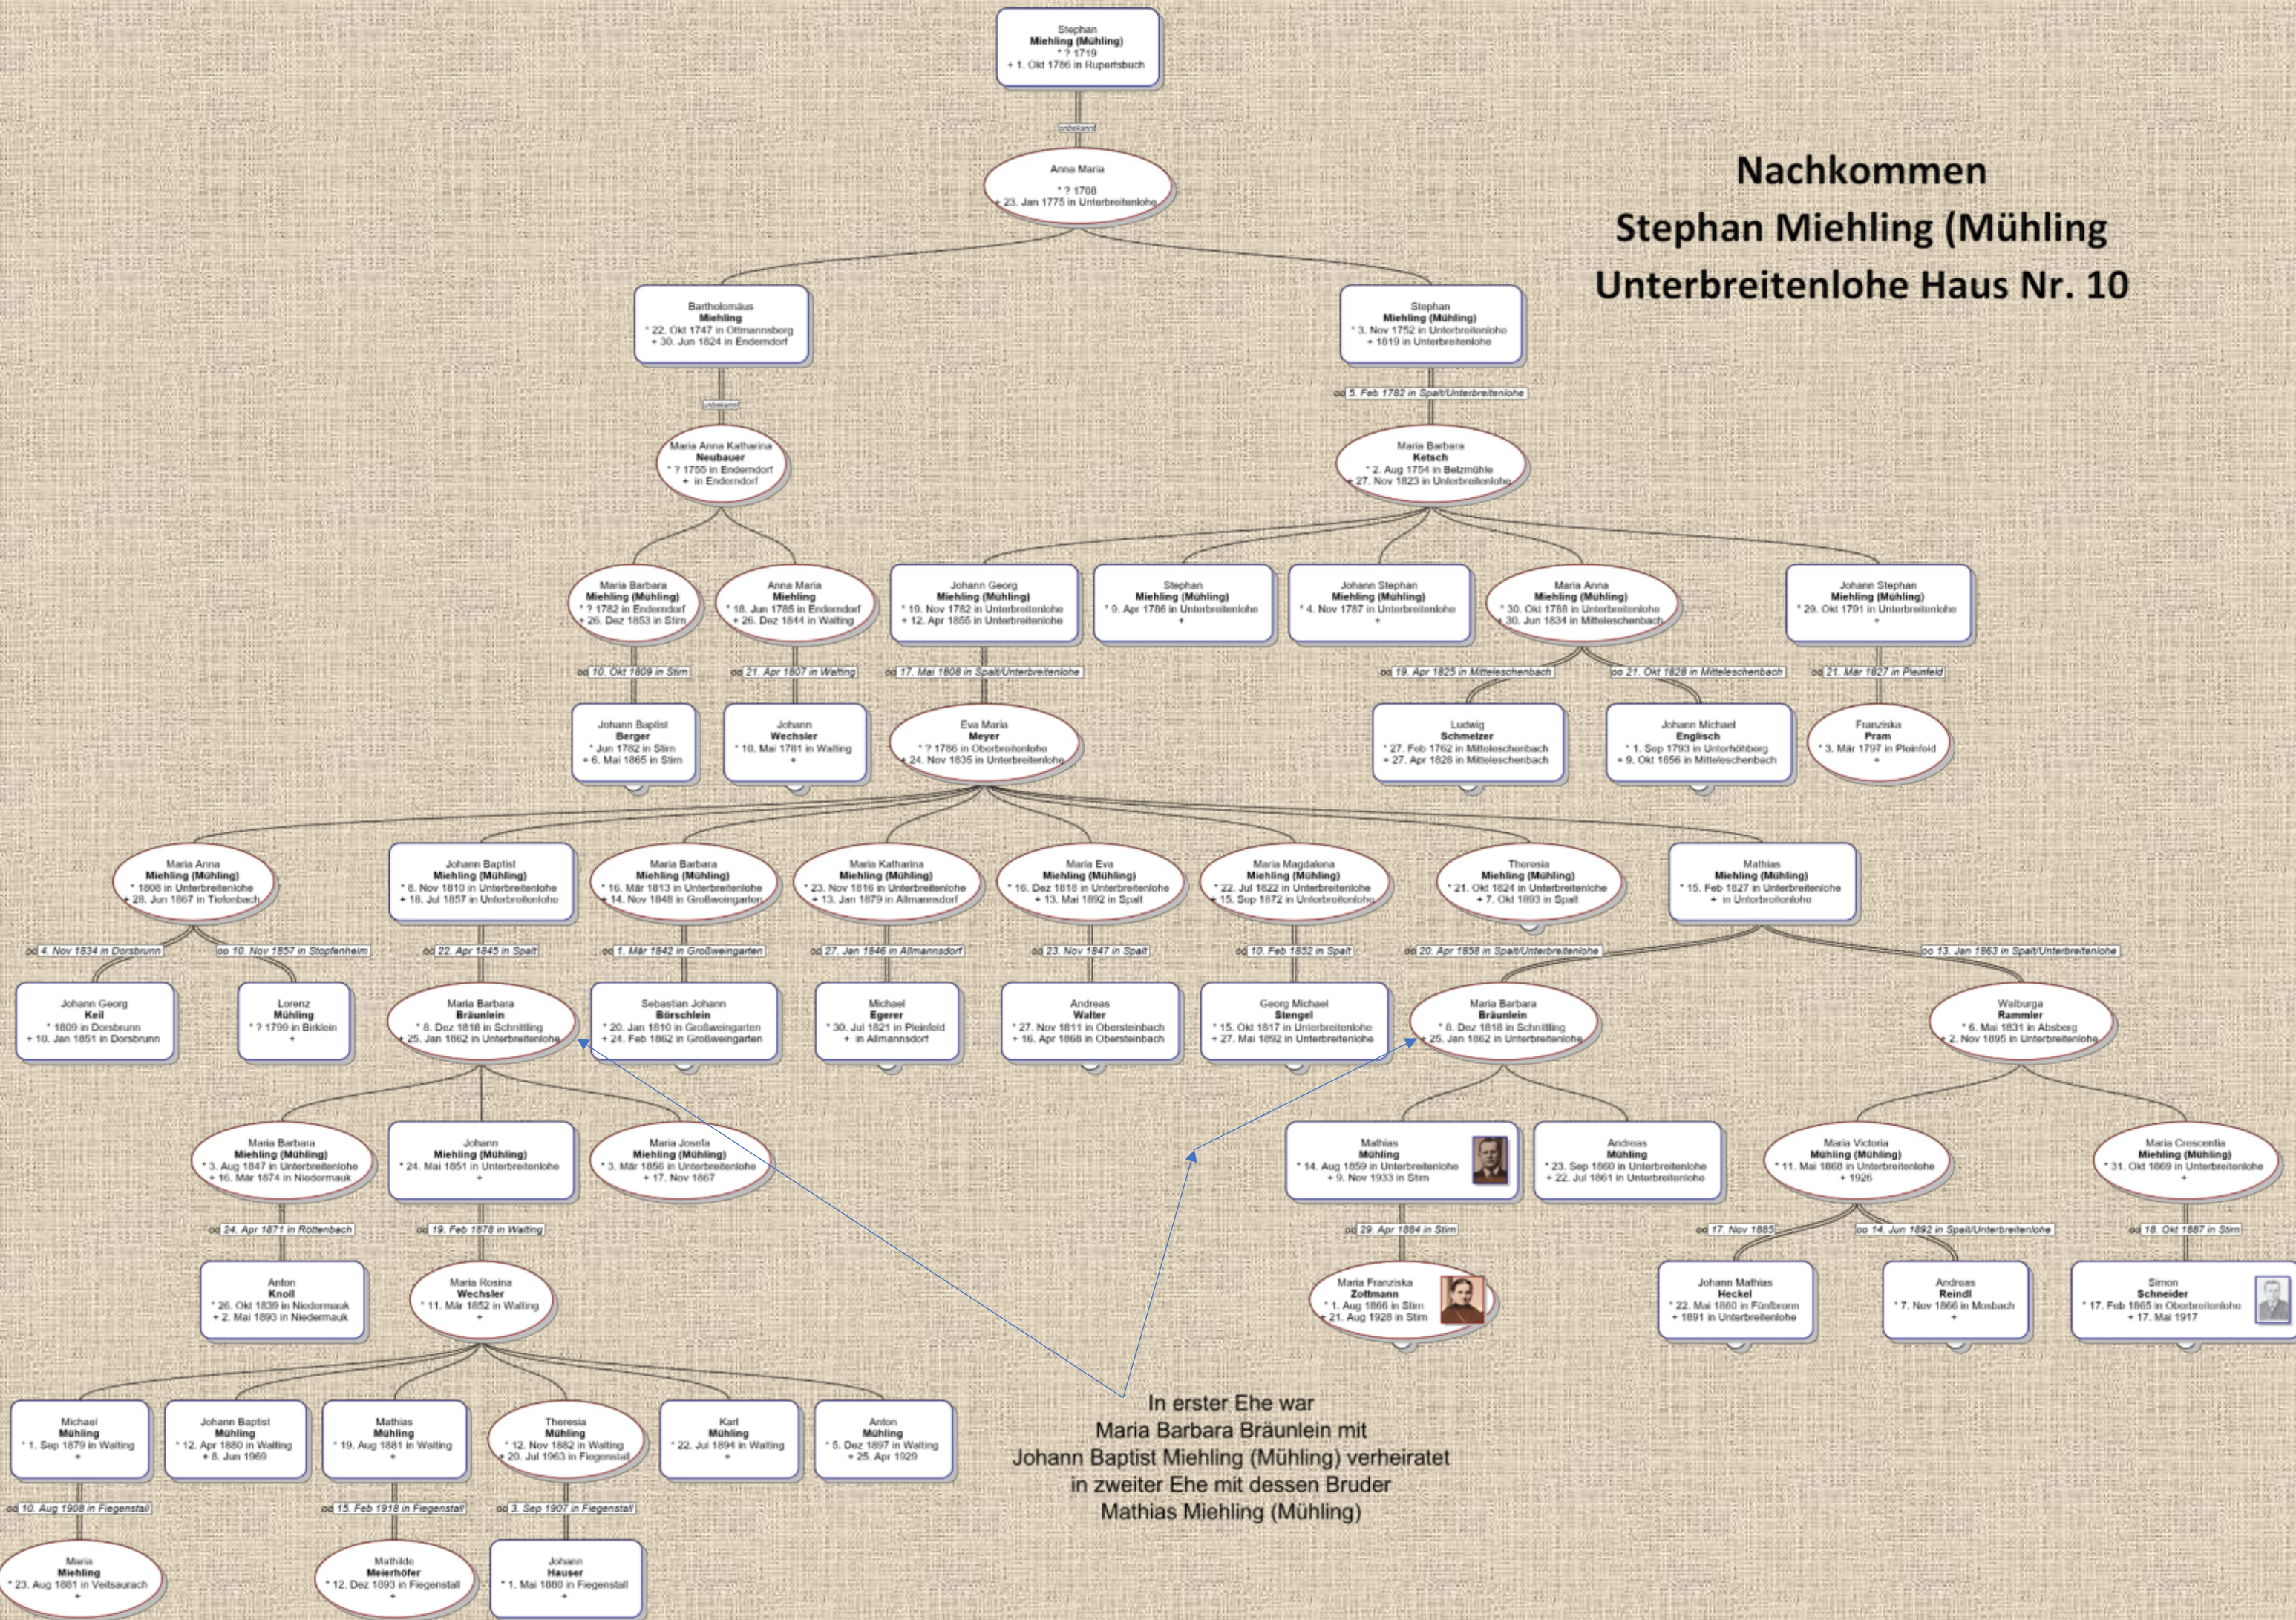 Stephan
Miehling (Mühling)
* ? 1719
+ 1. Okt 1786 in Rupertsbuch
unbekannt
Anna Maria
* ? 1708
+ 23. Jan 1775 in Unterbreitenlohe
Nachkommen
Stephan Miehling (Mühling
Unterbreitenlohe Haus Nr. 10
Bartholomäus
Miehling
* 22. Okt 1747 in Ottmannsberg
+ 30. Jun 1824 in Enderndorf
Stephan
Miehling (Mühling)
* 3. Nov 1752 in Unterbreitenlohe
+ 1819 in Unterbreitenlohe
unbekannt
oo 5. Feb 1782 in Spalt/Unterbreitenlohe
Maria Anna Katharina
Neubauer
* ? 1755 in Enderndorf
+ in Enderndorf
Maria Barbara
Ketsch
* 2. Aug 1754 in Belzmühle
+ 27. Nov 1823 in Unterbreitenlohe
Maria Barbara
Miehling (Mühling)
* ? 1782 in Enderndorf
+ 26. Dez 1853 in Stirn
Anna Maria
Miehling
* 18. Jun 1785 in Enderndorf
+ 26. Dez 1844 in Walting
Johann Georg
Miehling (Mühling)
* 19. Nov 1782 in Unterbreitenlohe
+ 12. Apr 1855 in Unterbreitenlohe
Stephan
Miehling (Mühling)
* 9. Apr 1786 in Unterbreitenlohe
+
Johann Stephan
Miehling (Mühling)
* 4. Nov 1787 in Unterbreitenlohe
+
Maria Anna
Miehling (Mühling)
* 30. Okt 1788 in Unterbreitenlohe
+ 30. Jun 1834 in Mitteleschenbach
Johann Stephan
Miehling (Mühling)
* 29. Okt 1791 in Unterbreitenlohe
+
oo 10. Okt 1809 in Stirn
oo 21. Apr 1807 in Walting
oo 17. Mai 1808 in Spalt/Unterbreitenlohe
oo 19. Apr 1825 in Mitteleschenbach
oo 21. Okt 1828 in Mitteleschenbach
oo 21. Mär 1827 in Pleinfeld
Johann Baptist
Berger
* Jun 1782 in Stirn
+ 6. Mai 1865 in Stirn
Johann
Wechsler
* 10. Mai 1781 in Walting
+
Eva Maria
Meyer
* ? 1786 in Oberbreitenlohe
+ 24. Nov 1835 in Unterbreitenlohe
Ludwig
Schmelzer
* 27. Feb 1762 in Mitteleschenbach
+ 27. Apr 1828 in Mitteleschenbach
Johann Michael
Englisch
* 1. Sep 1793 in Unterhöhberg
+ 9. Okt 1856 in Mitteleschenbach
Franziska
Pram
* 3. Mär 1797 in Pleinfeld
+
Maria Anna
Miehling (Mühling)
* 1808 in Unterbreitenlohe
+ 28. Jun 1867 in Tiefenbach
Johann Baptist
Miehling (Mühling)
* 8. Nov 1810 in Unterbreitenlohe
+ 18. Jul 1857 in Unterbreitenlohe
Maria Barbara
Miehling (Mühling)
* 16. Mär 1813 in Unterbreitenlohe
+ 14. Nov 1848 in Großweingarten
Maria Katharina
Miehling (Mühling)
* 23. Nov 1816 in Unterbreitenlohe
+ 13. Jan 1879 in Allmannsdorf
Maria Eva
Miehling (Mühling)
* 16. Dez 1818 in Unterbreitenlohe
+ 13. Mai 1892 in Spalt
Maria Magdalena
Miehling (Mühling)
* 22. Jul 1822 in Unterbreitenlohe
+ 15. Sep 1872 in Unterbreitenlohe
Theresia
Miehling (Mühling)
* 21. Okt 1824 in Unterbreitenlohe
+ 7. Okt 1893 in Spalt
Mathias
Miehling (Mühling)
* 15. Feb 1827 in Unterbreitenlohe
+ in Unterbreitenlohe
oo 4. Nov 1834 in Dorsbrunn
oo 10. Nov 1857 in Stopfenheim
oo 22. Apr 1845 in Spalt
oo 1. Mär 1842 in Großweingarten
oo 27. Jan 1846 in Allmannsdorf
oo 23. Nov 1847 in Spalt
oo 10. Feb 1852 in Spalt
oo 20. Apr 1858 in Spalt/Unterbreitenlohe
oo 13. Jan 1863 in Spalt/Unterbreitenlohe
Johann Georg
Keil
* 1809 in Dorsbrunn
+ 10. Jan 1851 in Dorsbrunn
Lorenz
Mühling
* ? 1799 in Birklein
+
Maria Barbara
Bräunlein
* 8. Dez 1818 in Schnittling
+ 25. Jan 1862 in Unterbreitenlohe
Sebastian Johann
Börschlein
* 20. Jan 1810 in Großweingarten
+ 24. Feb 1862 in Großweingarten
Michael
Egerer
* 30. Jul 1821 in Pleinfeld
+ in Allmannsdorf
Andreas
Walter
* 27. Nov 1811 in Obersteinbach
+ 16. Apr 1868 in Obersteinbach
Georg Michael
Stengel
* 15. Okt 1817 in Unterbreitenlohe
+ 27. Mai 1892 in Unterbreitenlohe
Maria Barbara
Bräunlein
* 8. Dez 1818 in Schnittling
+ 25. Jan 1862 in Unterbreitenlohe
Walburga
Rammler
* 6. Mai 1831 in Absberg
+ 2. Nov 1895 in Unterbreitenlohe
Maria Barbara
Miehling (Mühling)
* 3. Aug 1847 in Unterbreitenlohe
+ 16. Mär 1874 in Niedermauk
Johann
Miehling (Mühling)
* 24. Mai 1851 in Unterbreitenlohe
+
Maria Josefa
Miehling (Mühling)
* 3. Mär 1856 in Unterbreitenlohe
+ 17. Nov 1867
Mathias
Mühling
* 14. Aug 1859 in Unterbreitenlohe
+ 9. Nov 1933 in Stirn
Andreas
Mühling
* 23. Sep 1860 in Unterbreitenlohe
+ 22. Jul 1861 in Unterbreitenlohe
Maria Victoria
Mühling (Mühling)
* 11. Mai 1868 in Unterbreitenlohe
+ 1926
Maria Crescentia
Miehling (Mühling)
* 31. Okt 1869 in Unterbreitenlohe
+
oo 24. Apr 1871 in Röttenbach
oo 19. Feb 1878 in Walting
oo 29. Apr 1884 in Stirn
oo 17. Nov 1885
oo 14. Jun 1892 in Spalt/Unterbreitenlohe
oo 18. Okt 1887 in Stirn
Anton
Knoll
* 26. Okt 1839 in Niedermauk
+ 2. Mai 1893 in Niedermauk
Maria Rosina
Wechsler
* 11. Mär 1852 in Walting
+
Maria Franziska
Zottmann
* 1. Aug 1866 in Stirn
+ 21. Aug 1928 in Stirn
Johann Mathias
Heckel
* 22. Mai 1860 in Fünfbronn
+ 1891 in Unterbreitenlohe
Andreas
Reindl
* 7. Nov 1866 in Mosbach
+
Simon
Schneider
* 17. Feb 1865 in Oberbreitenlohe
+ 17. Mai 1917
Michael
Mühling
* 1. Sep 1879 in Walting
+
Johann Baptist
Mühling
* 12. Apr 1880 in Walting
+ 8. Jun 1969
Mathias
Mühling
* 19. Aug 1881 in Walting
+
Theresia
Mühling
* 12. Nov 1882 in Walting
+ 20. Jul 1963 in Fiegenstall
Karl
Mühling
* 22. Jul 1894 in Walting
+
Anton
Mühling
* 5. Dez 1897 in Walting
+ 25. Apr 1929
In erster Ehe war
Maria Barbara Bräunlein mit
Johann Baptist Miehling (Mühling) verheiratet
in zweiter Ehe mit dessen Bruder
Mathias Miehling (Mühling)
oo 10. Aug 1908 in Fiegenstall
oo 15. Feb 1918 in Fiegenstall
oo 3. Sep 1907 in Fiegenstall
Maria
Miehling
* 23. Aug 1881 in Veitsaurach
+
Mathilde
Meierhöfer
* 12. Dez 1893 in Fiegenstall
+
Johann
Hauser
* 1. Mai 1880 in Fiegenstall
+